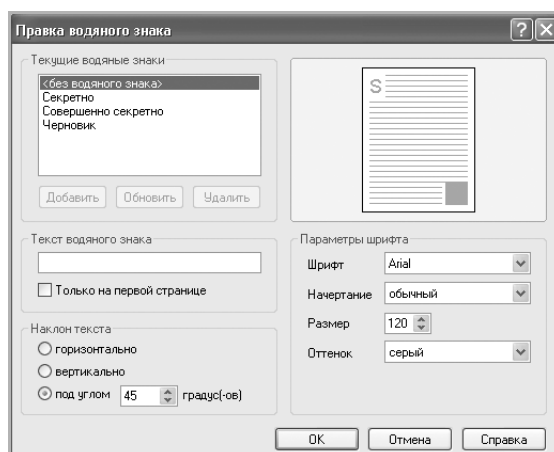 Правка водяного знака
Текущие водяные знаки
<без водяного знака>
Секретно
Совершенно секретно
Черновик
Добавить Обновить Удалить
S
Текст водяного знака
Только на первой странице
Наклон текста
горизонтально
вертикально
под углом 45 градус(-ов)
Параметры шрифта
Шрифт Arial
Начертание обычный
Размер 120
Оттенок серый
OK Отмена Справка